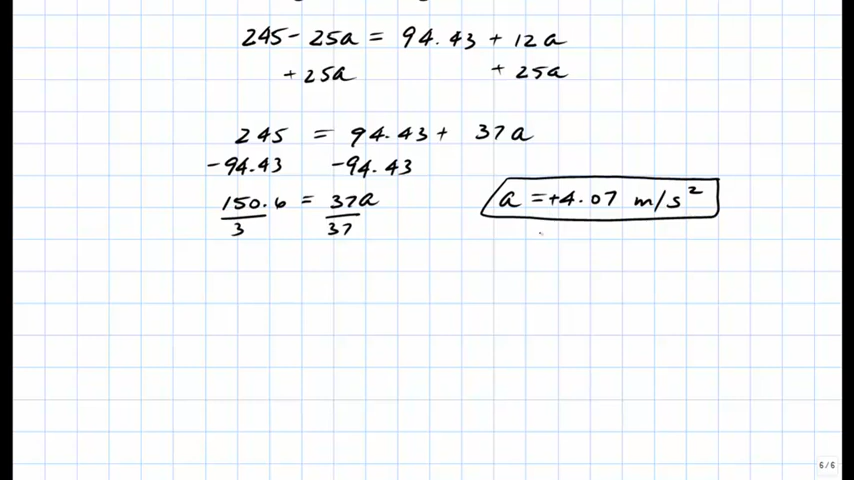 245 - 25a = 94.43 + 12a
+ 25a + 25a
245 = 94.43 + 37a
-94.43 -94.43
150.6 = 37a
3 37
a = +4.07 m/s²
6/6